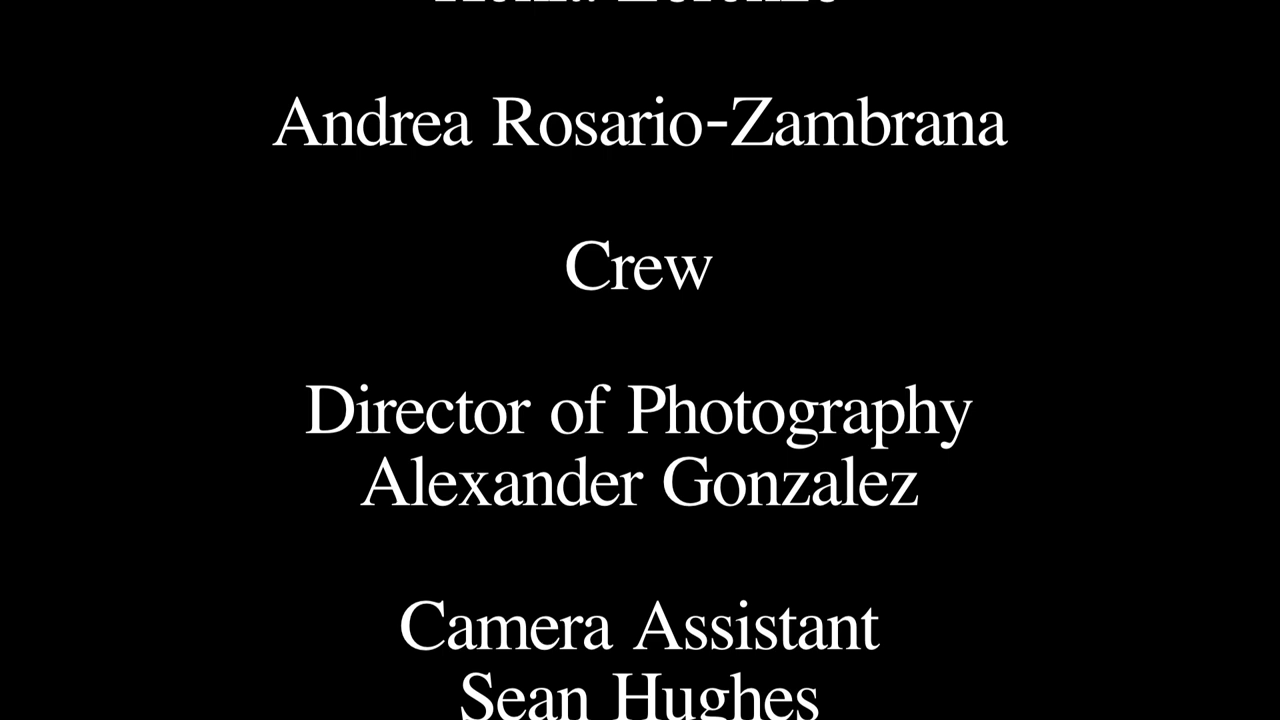 Andrea Rosario-Zambrana
Crew
Director of Photography
Alexander Gonzalez
Camera Assistant
Sean Hughes